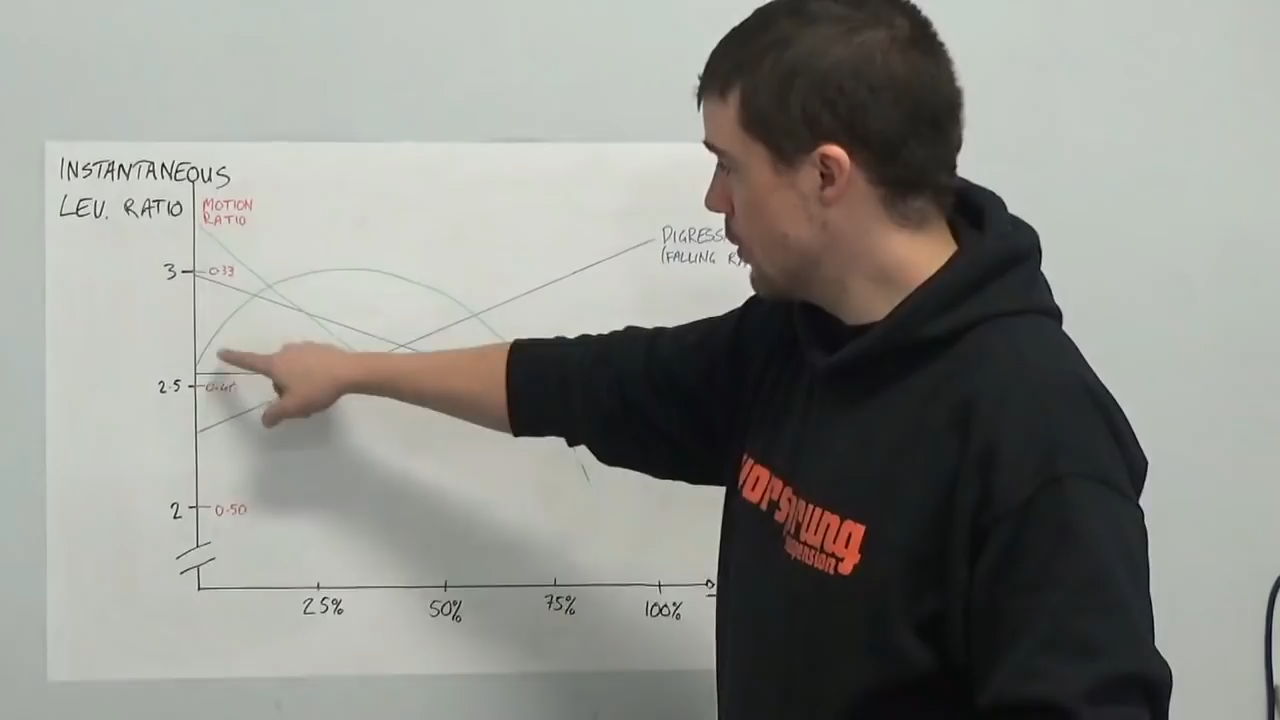 INSTANTANEOUS
LEV. RATIO
MOTION
RATIO
3
0.33
DIGRESS
(FALLING
2.5
2
0.50
25%
50%
75%
100%
vorsprung
suspension